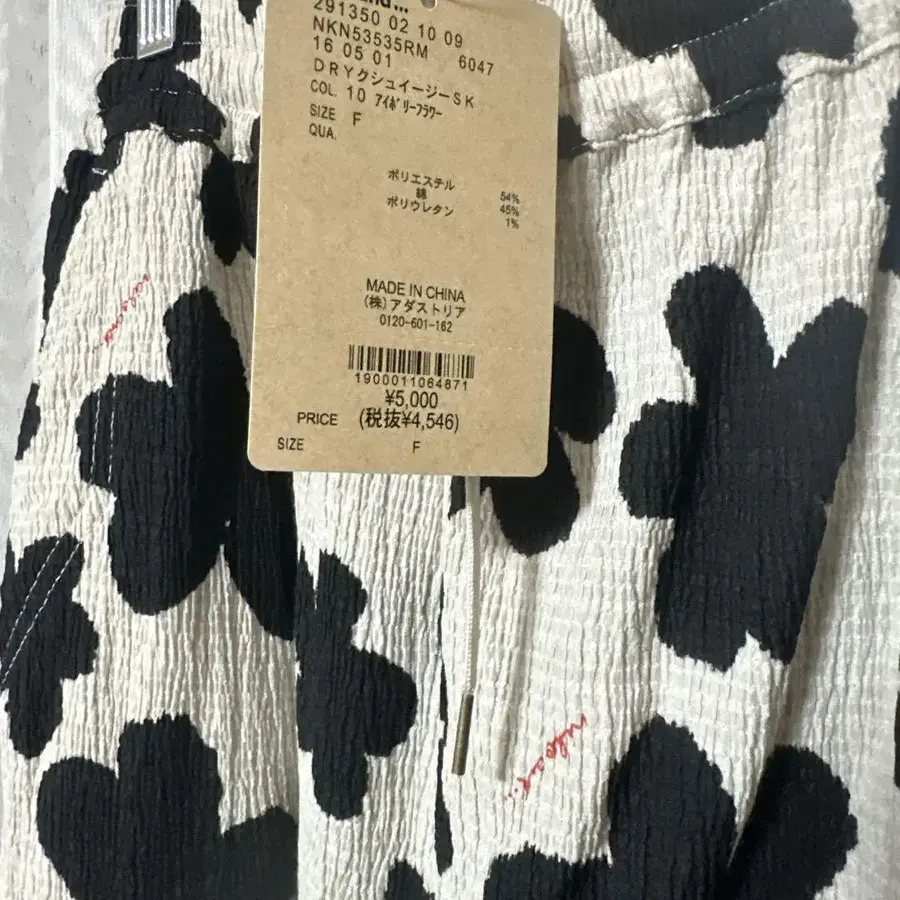 291350 02 10 09
NKN53535RM 6047
16 05 01
DRYクシュイージーSK
COL. 10 アイボリーフラワー
SIZE F
QUA.
ポリエステル 54%
綿 45%
ポリウレタン 1%
MADE IN CHINA
(株)アダストリア
0120-601-162
1900011064871
¥5,000
PRICE (税抜¥4,546)
SIZE F